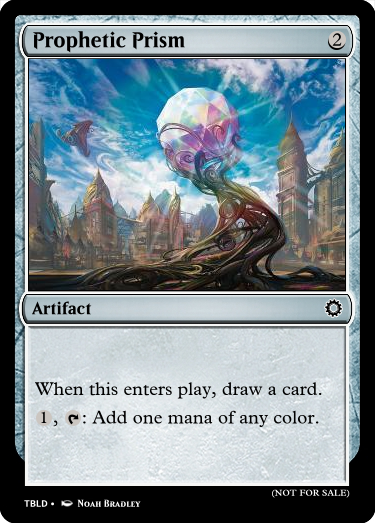 Prophetic Prism 2
Artifact
When this enters play, draw a card.
1, : Add one mana of any color.
(NOT FOR SALE)
TBLD • Noah Bradley